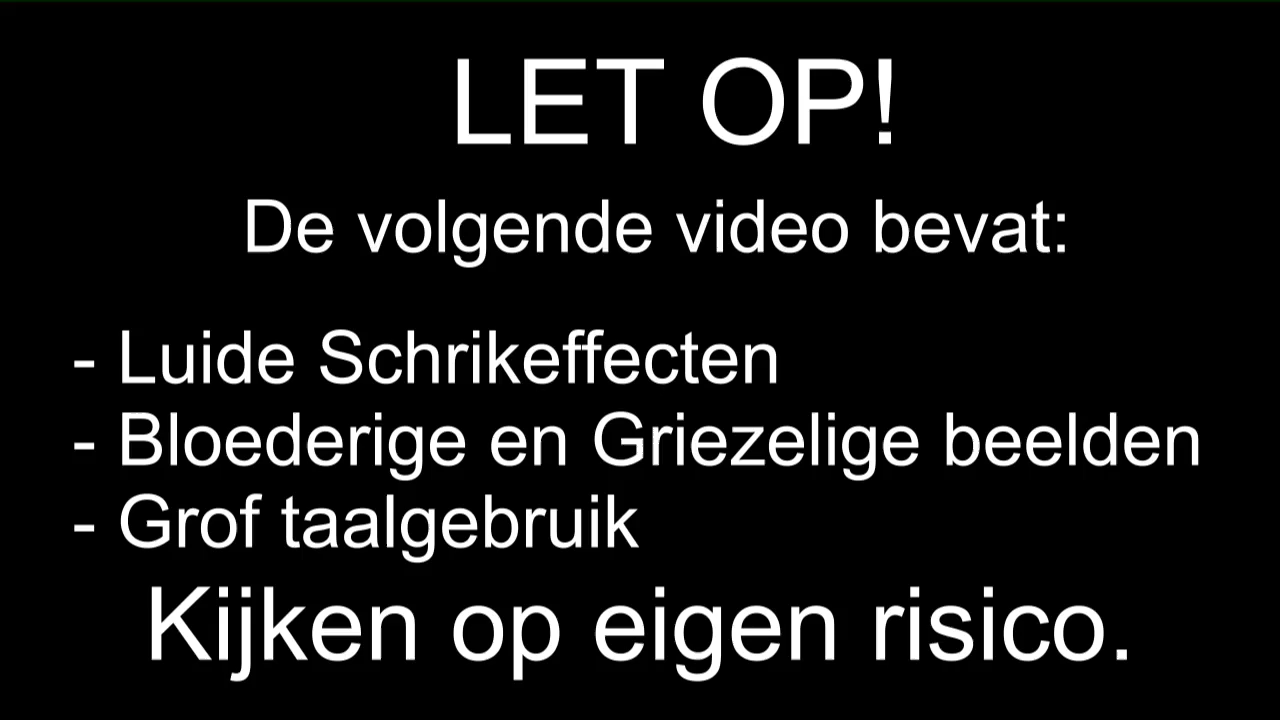 LET OP!
De volgende video bevat:
- Luide Schrikeffecten
- Bloederige en Griezelige beelden
- Grof taalgebruik
Kijken op eigen risico.